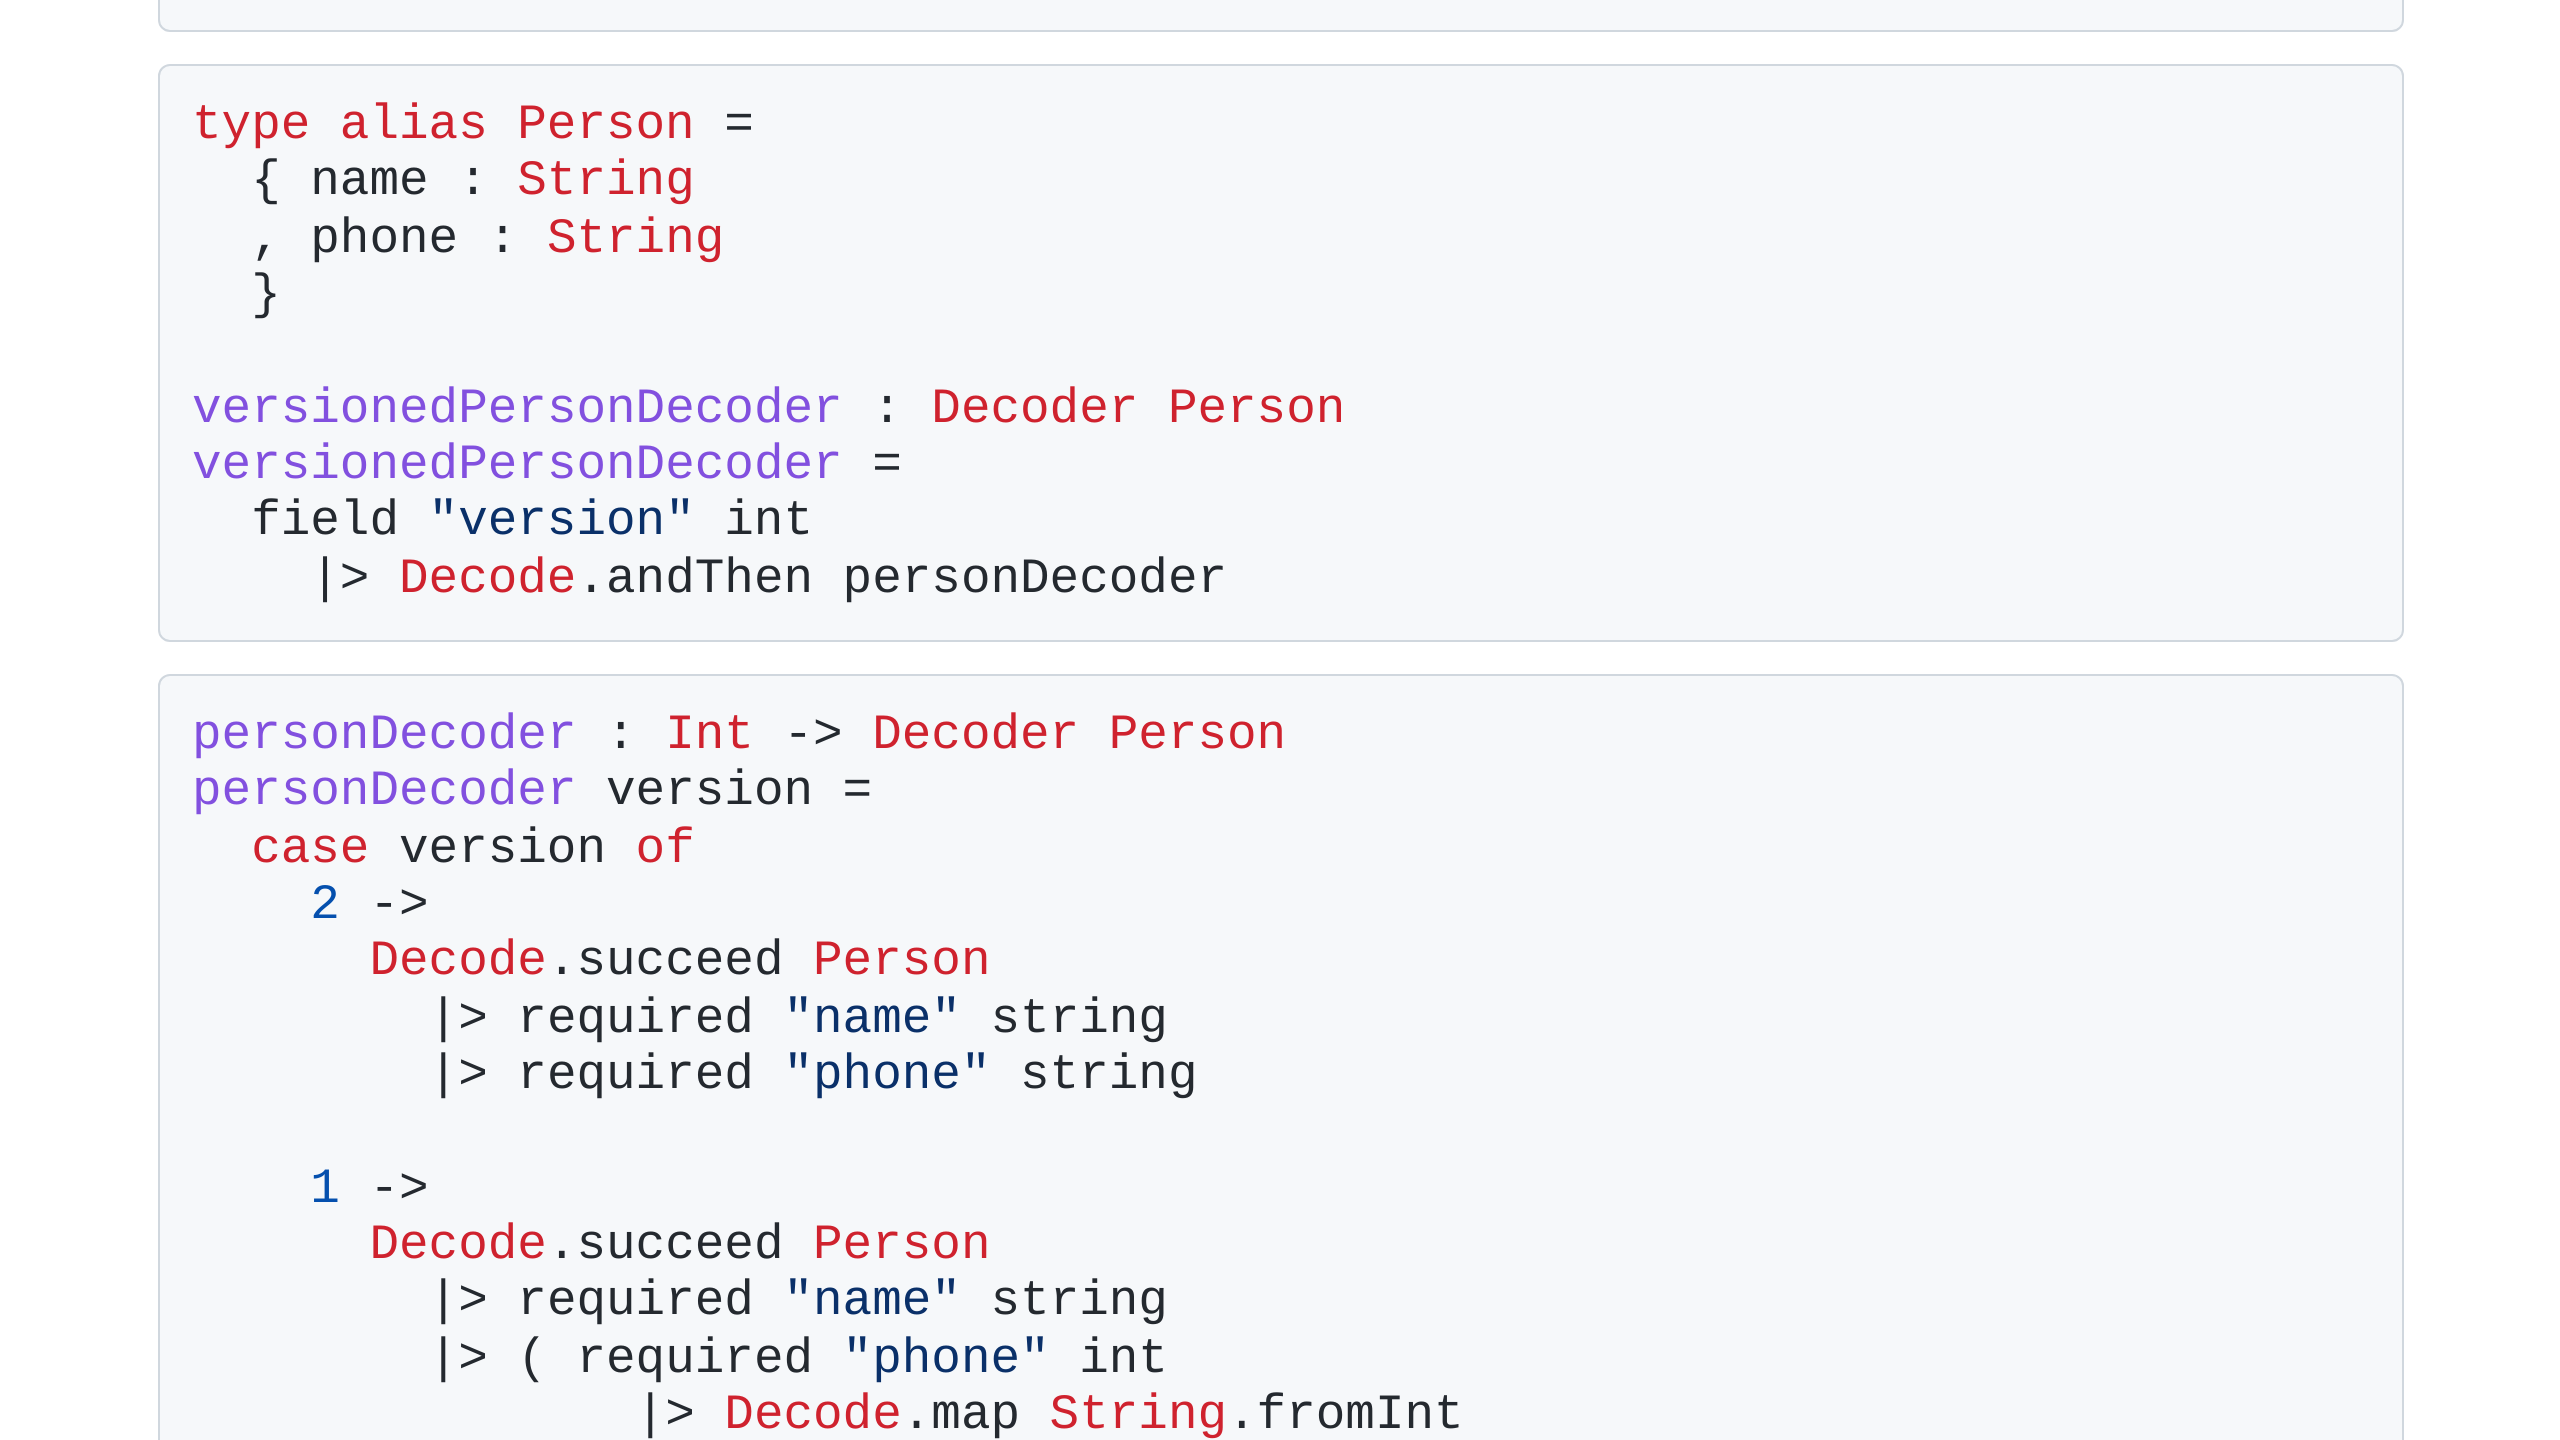 type alias Person =
  { name : String
  , phone : String
  }

versionedPersonDecoder : Decoder Person
versionedPersonDecoder =
  field "version" int
    |> Decode.andThen personDecoder

personDecoder : Int -> Decoder Person
personDecoder version =
  case version of
    2 ->
      Decode.succeed Person
        |> required "name" string
        |> required "phone" string

    1 ->
      Decode.succeed Person
        |> required "name" string
        |> ( required "phone" int
               |> Decode.map String.fromInt